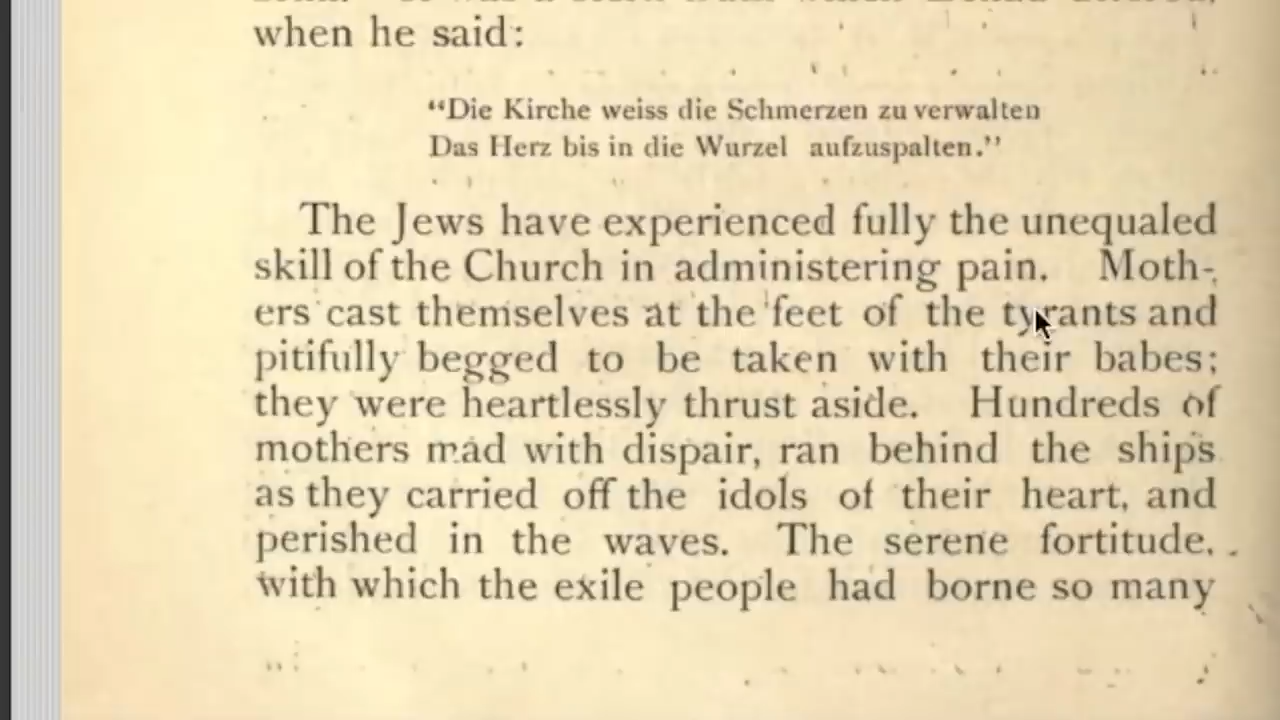 when he said:
“Die Kirche weiss die Schmerzen zu verwalten
Das Herz bis in die Wurzel aufzuspalten.”
The Jews have experienced fully the unequaled
skill of the Church in administering pain. Moth-
ers cast themselves at the feet of the tyrants and
pitifully begged to be taken with their babes;
they were heartlessly thrust aside. Hundreds of
mothers mad with dispair, ran behind the ships
as they carried off the idols of their heart, and
perished in the waves. The serene fortitude,
with which the exile people had borne so many